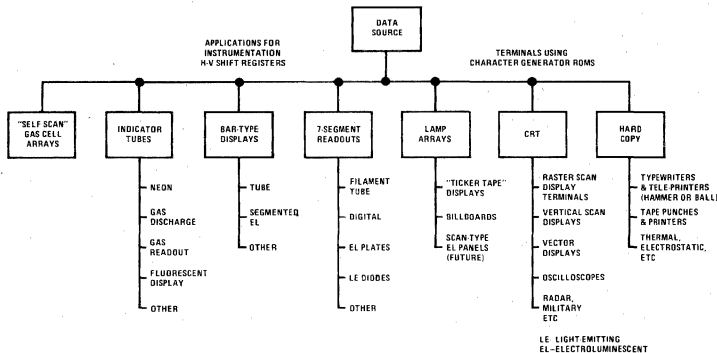 DATA
SOURCE
APPLICATIONS FOR
INSTRUMENTATION
H-V SHIFT REGISTERS
TERMINALS USING
CHARACTER GENERATOR ROMS
"SELF SCAN"
GAS CELL
ARRAYS
INDICATOR
TUBES
BAR-TYPE
DISPLAYS
7-SEGMENT
READOUTS
LAMP
ARRAYS
CRT
HARD
COPY
NEON
GAS
DISCHARGE
GAS
READOUT
FLUORESCENT
DISPLAY
OTHER
TUBE
SEGMENTED
EL
OTHER
FILAMENT
TUBE
DIGITAL
EL PLATES
LE DIODES
OTHER
"TICKER TAPE"
DISPLAYS
BILLBOARDS
SCAN-TYPE
EL PANELS
(FUTURE)
RASTER SCAN
DISPLAY
TERMINALS
VERTICAL SCAN
DISPLAYS
VECTOR
DISPLAYS
OSCILLOSCOPES
RADAR,
MILITARY
ETC
TYPEWRITERS
& TELE-PRINTERS
(HAMMER OR BALL)
TAPE PUNCHES
& PRINTERS
THERMAL,
ELECTROSTATIC,
ETC
LE LIGHT-EMITTING
EL-ELECTROLUMINESCENT